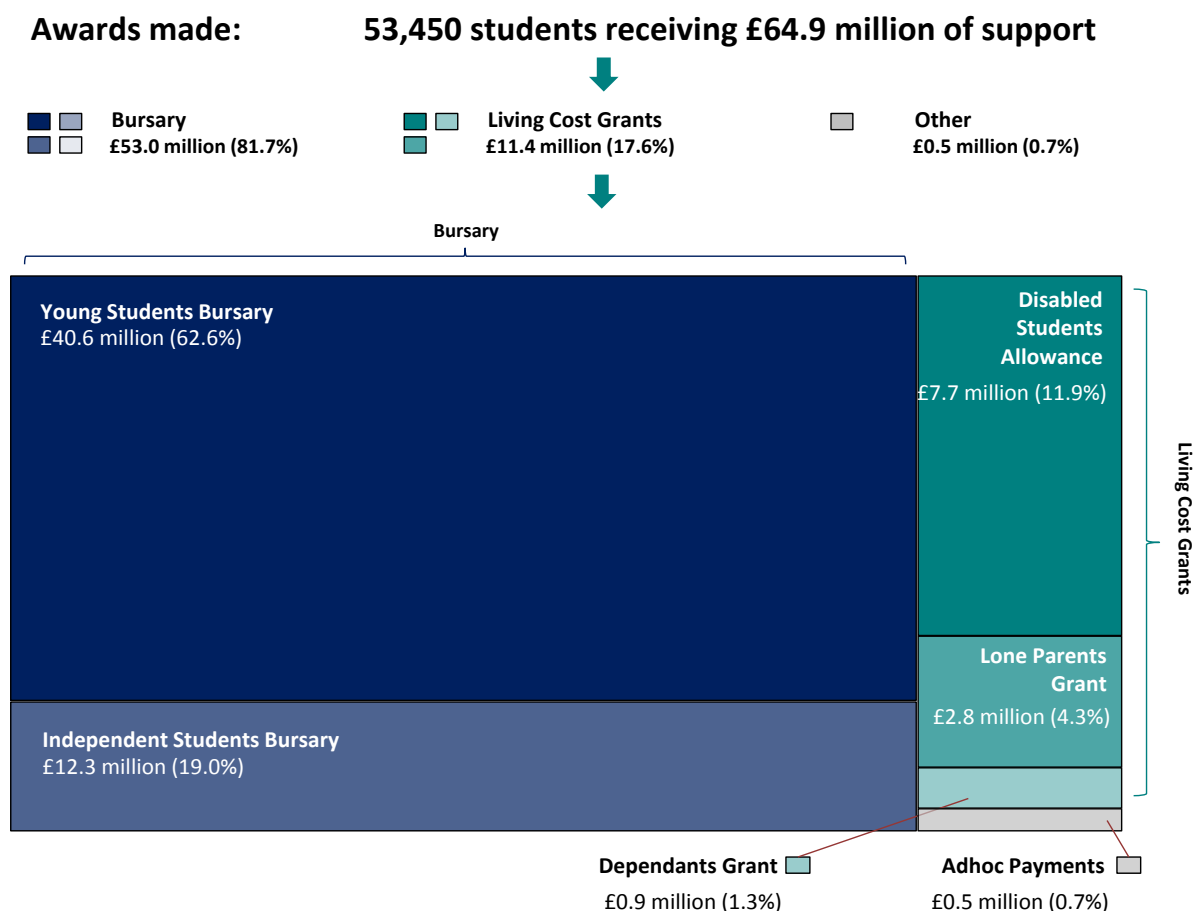 Awards made: 53,450 students receiving £64.9 million of support
Bursary
£53.0 million (81.7%)
Living Cost Grants
£11.4 million (17.6%)
Other
£0.5 million (0.7%)
Bursary
Young Students Bursary
£40.6 million (62.6%)
Disabled
Students
Allowance
£7.7 million (11.9%)
Living Cost Grants
Lone Parents
Grant
£2.8 million (4.3%)
Independent Students Bursary
£12.3 million (19.0%)
Dependants Grant
£0.9 million (1.3%)
Adhoc Payments
£0.5 million (0.7%)